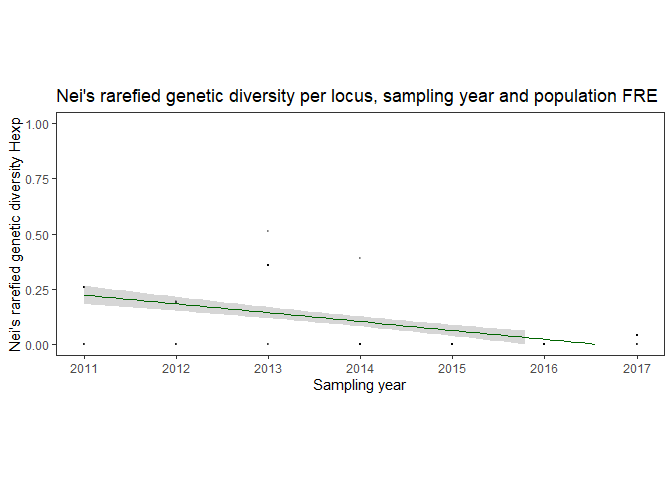 Nei's rarefied genetic diversity per locus, sampling year and population FRE
Nei's rarefied genetic diversity Hexp
1.00
0.75
0.50
0.25
0.00
2011 2012 2013 2014 2015 2016 2017
Sampling year